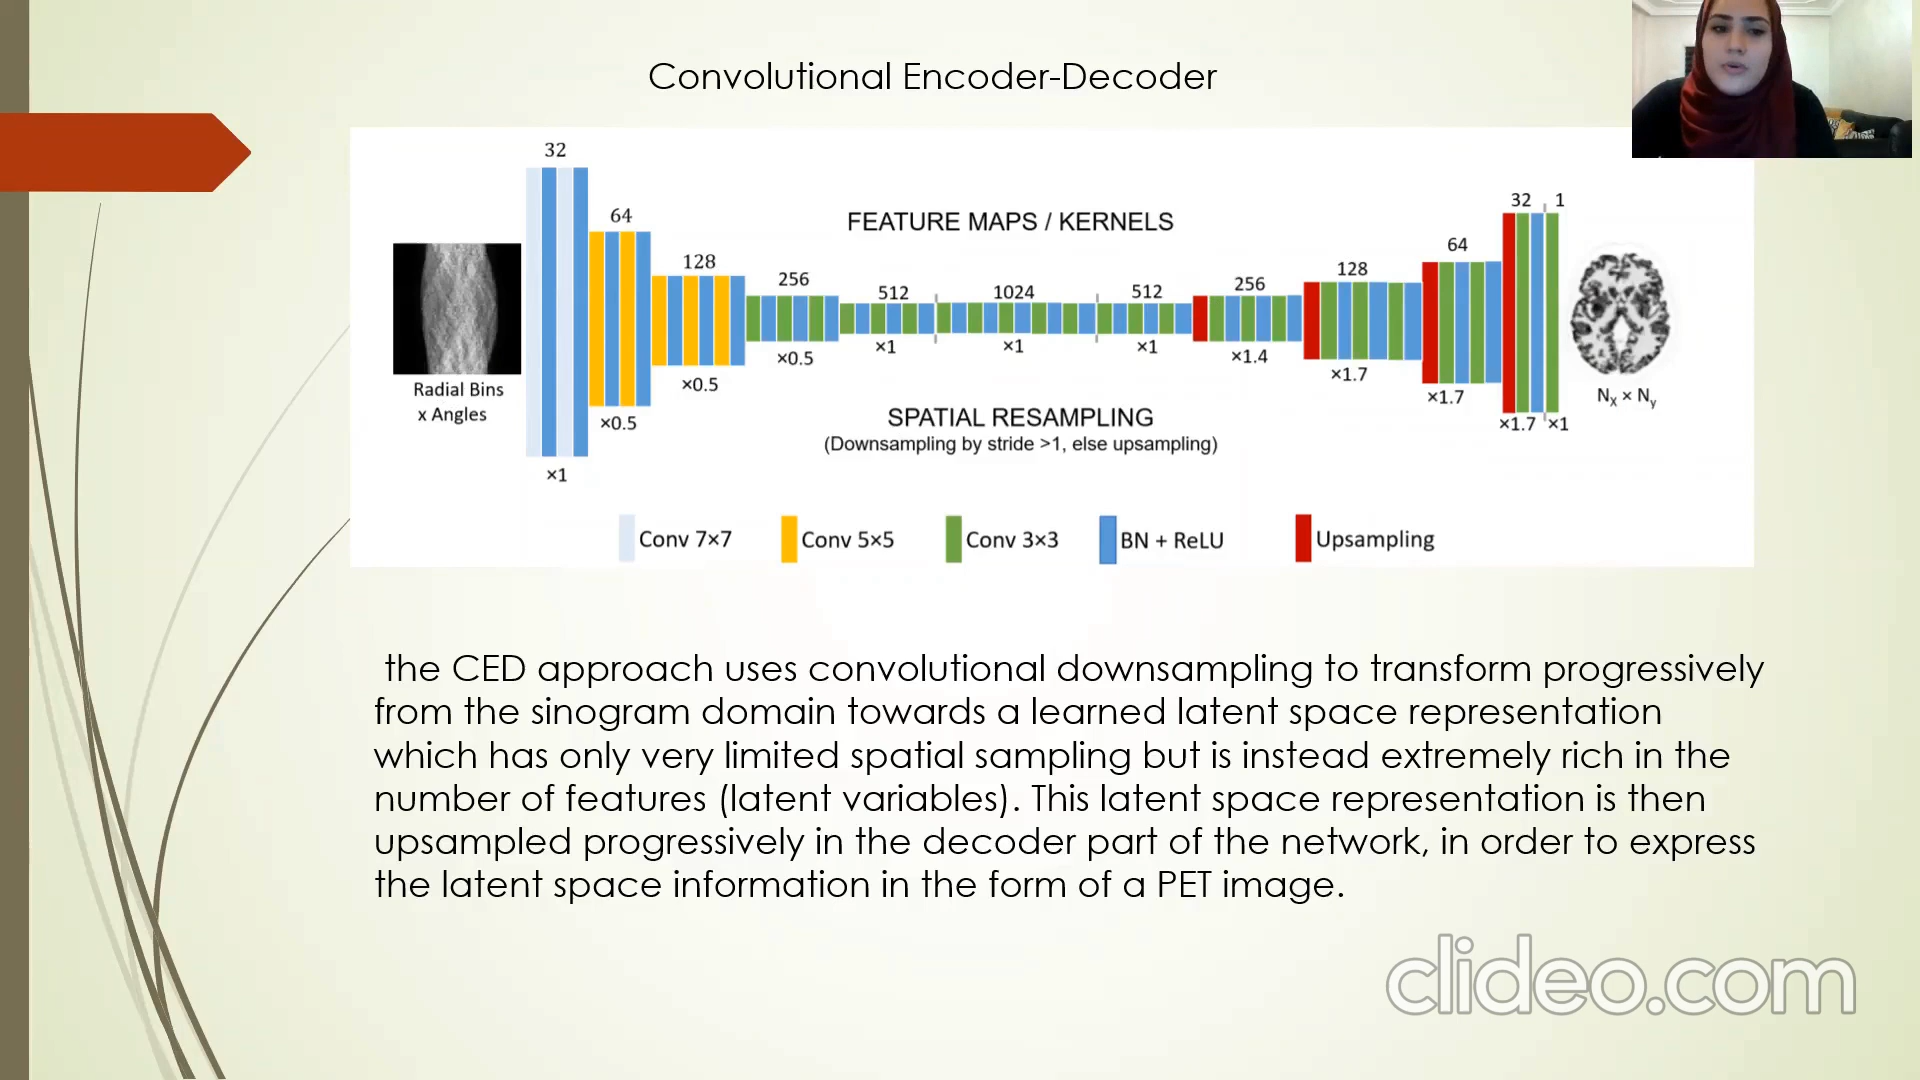 Convolutional Encoder-Decoder
32
64
128
256
512
1024
512
256
128
64
32
1
FEATURE MAPS / KERNELS
Radial Bins
x Angles
×1
×0.5
×0.5
×0.5
×1
×1
×1
×1.4
×1.7
×1.7
×1.7
×1
Nx × Ny
SPATIAL RESAMPLING
(Downsampling by stride >1, else upsampling)
Conv 7×7
Conv 5×5
Conv 3×3
BN + ReLU
Upsampling
the CED approach uses convolutional downsampling to transform progressively
from the sinogram domain towards a learned latent space representation
which has only very limited spatial sampling but is instead extremely rich in the
number of features (latent variables). This latent space representation is then
upsampled progressively in the decoder part of the network, in order to express
the latent space information in the form of a PET image.
clideo.com